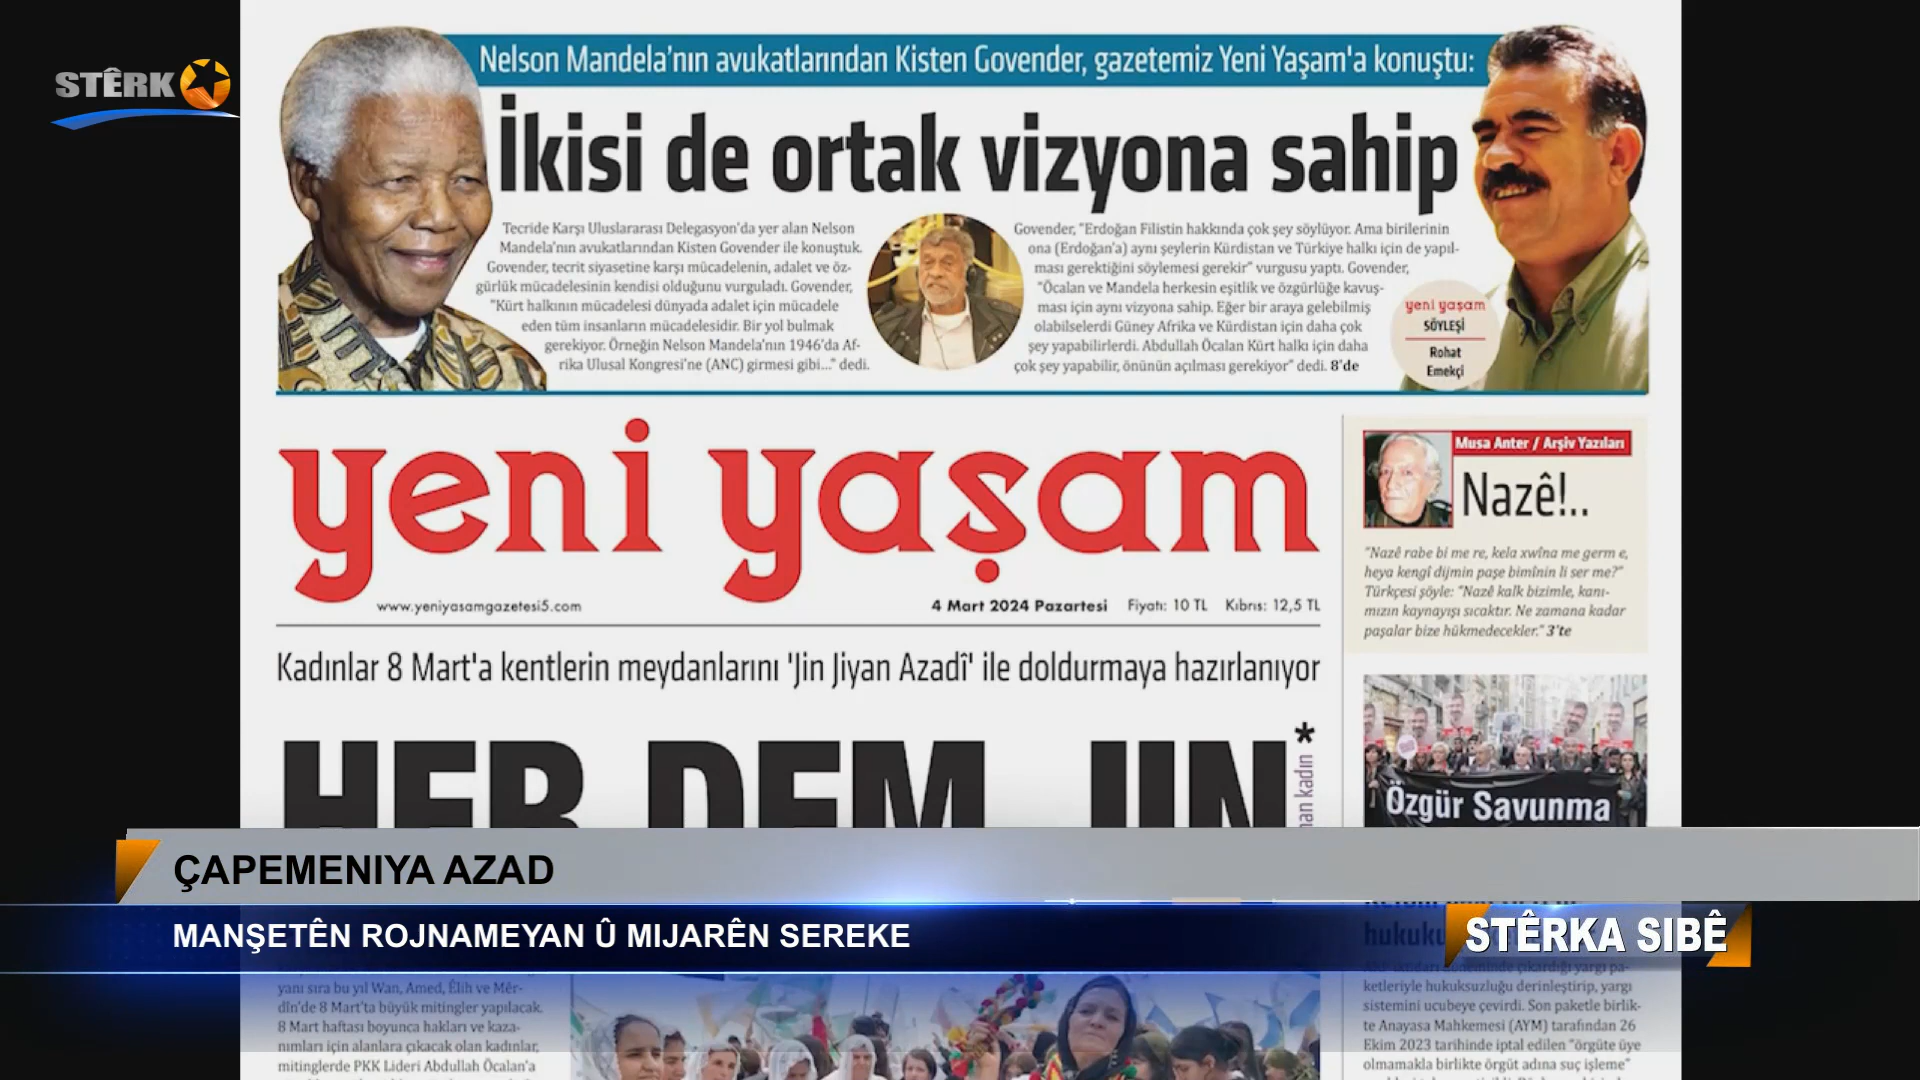 STÊRK
Nelson Mandela'nın avukatlarından Kisten Govender, gazetemiz Yeni Yaşam'a konuştu:
İkisi de ortak vizyona sahip
Tecride Karşı Uluslararası Delegasyon'da yer alan Nelson
Mandela'nın avukatlarından Kisten Govender ile konuştuk.
Govender, tecrit siyasetine karşı mücadelenin, adalet ve öz-
gürlük mücadelesinin kendisi olduğunu vurguladı. Govender,
"Kürt halkının mücadelesi dünyada adalet için mücadele
eden tüm insanların mücadelesidir. Bir yol bulmak
gerekiyor. Örneğin Nelson Mandela'nın 1946'da Af-
rika Ulusal Kongresi'ne (ANC) girmesi gibi..." dedi.
Govender, "Erdoğan Filistin hakkında çok şey söylüyor. Ama birilerinin
ona (Erdoğan'a) aynı şeylerin Kürdistan ve Türkiye halkı için de yapıl-
ması gerektiğini söylemesi gerekir" vurgusu yaptı. Govender,
"Öcalan ve Mandela herkesin eşitlik ve özgürlüğe kavuş-
ması için aynı vizyona sahip. Eğer bir araya gelebilmiş
olabilselerdi Güney Afrika ve Kürdistan için daha çok
şey yapabilirlerdi. Abdullah Öcalan Kürt halkı için daha
çok şey yapabilir, önünün açılması gerekiyor" dedi. 8'de
yeni yaşam
SÖYLEŞİ
Rohat
Emekçi
yeni yaşam
www.yeniyasamgazetesi5.com
4 Mart 2024 Pazartesi Fiyatı: 10 TL Kıbrıs: 12,5 TL
Musa Anter / Arşiv Yazıları
Nazê!..
"Nazê rabe bi me re, kela xwîna me germ e,
heya kengî dijmin paşe bimînin li ser me?"
Türkçesi şöyle: "Nazê kalk bizimle, kanı-
mızın kaynayışı sıcaktır. Ne zamana kadar
paşalar bize hükmedecekler." 3'te
Kadınlar 8 Mart'a kentlerin meydanlarını 'Jin Jiyan Azadî' ile doldurmaya hazırlanıyor
HER DEM JIN*
kadın
Özgür Savunma
ÇAPEMENIYA AZAD
MANŞETÊN ROJNAMEYAN Û MIJARÊN SEREKE
STÊRKA SIBÊ
yanı sıra bu yıl Wan, Amed, Êlih ve Mêr-
dîn'de 8 Mart'ta büyük mitingler yapılacak.
8 Mart haftası boyunca hakları ve kaza-
nımları için alanlara çıkacak olan kadınlar,
mitinglerde PKK Lideri Abdullah Öcalan'a
ketleriyle hukuksuzluğu derinleştirip, yargı
sistemini ucubeye çevirdi. Son paketle birlik-
te Anayasa Mahkemesi (AYM) tarafından 26
Ekim 2023 tarihinde iptal edilen "örgüte üye
olmamakla birlikte örgüt adına suç işleme"